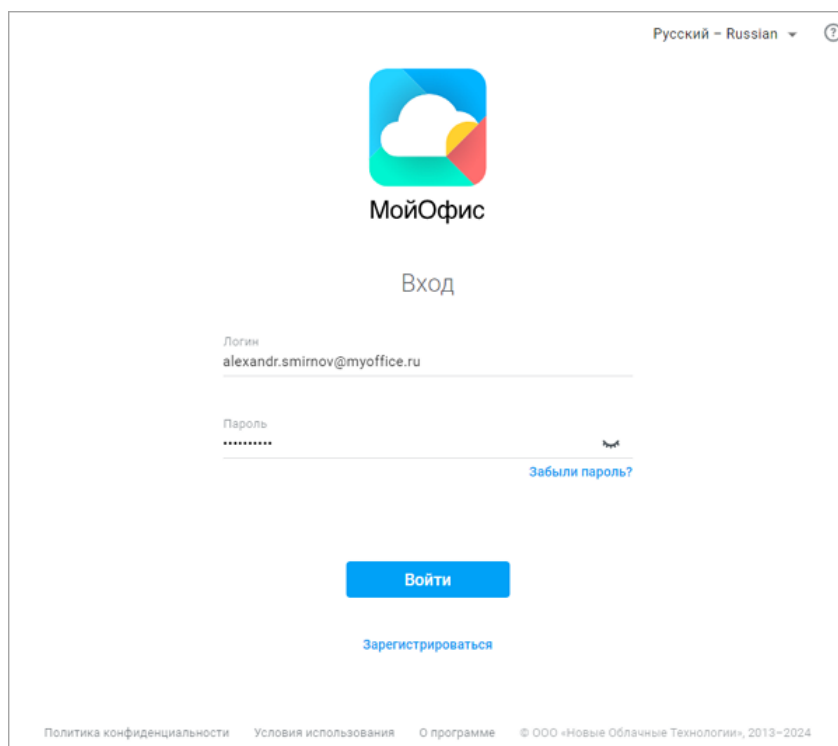 Русский – Russian
?
МойОфис
Вход
Логин
alexandr.smirnov@myoffice.ru
Пароль
••••••••••
Забыли пароль?
Войти
Зарегистрироваться
Политика конфиденциальности Условия использования О программе © ООО «Новые Облачные Технологии», 2013–2024